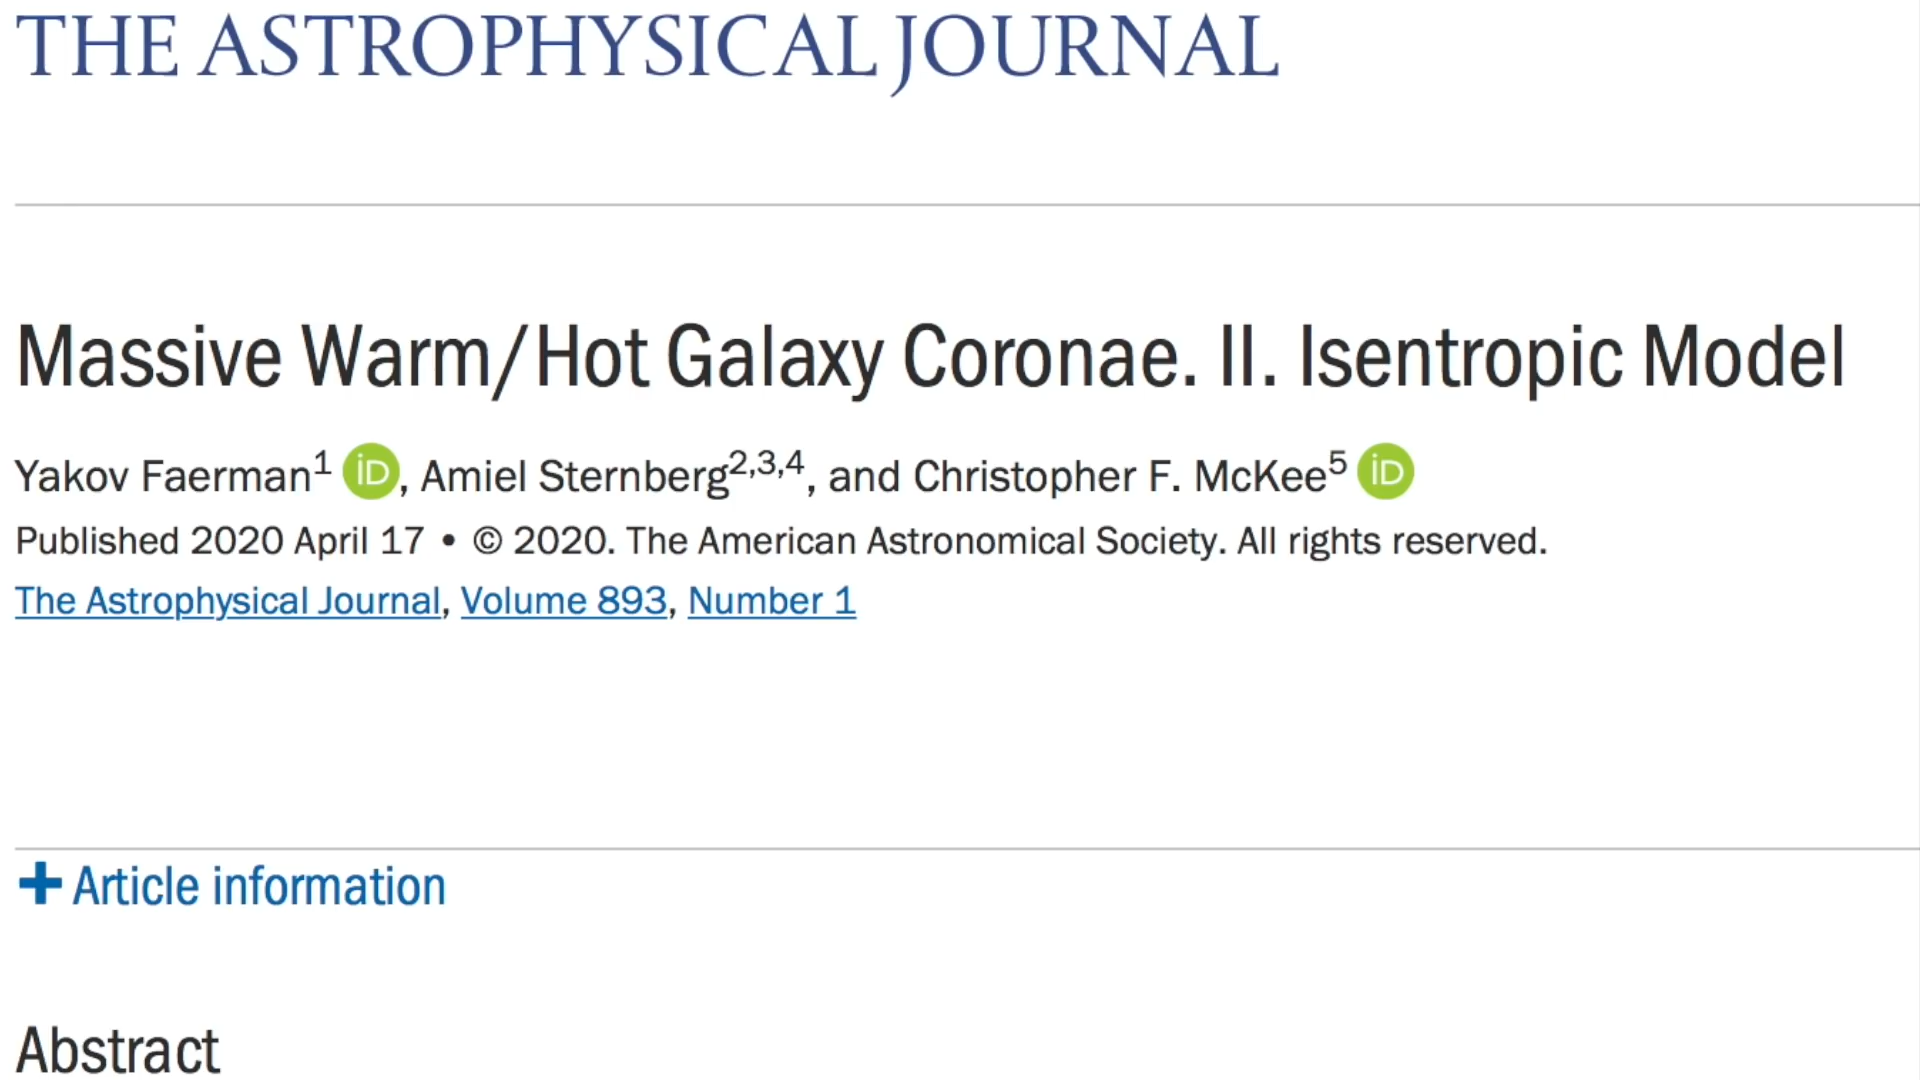 THE ASTROPHYSICAL JOURNAL
Massive Warm/Hot Galaxy Coronae. II. Isentropic Model
Yakov Faerman1 iD, Amiel Sternberg2,3,4, and Christopher F. McKee5 iD
Published 2020 April 17 • © 2020. The American Astronomical Society. All rights reserved.
The Astrophysical Journal, Volume 893, Number 1
+ Article information
Abstract